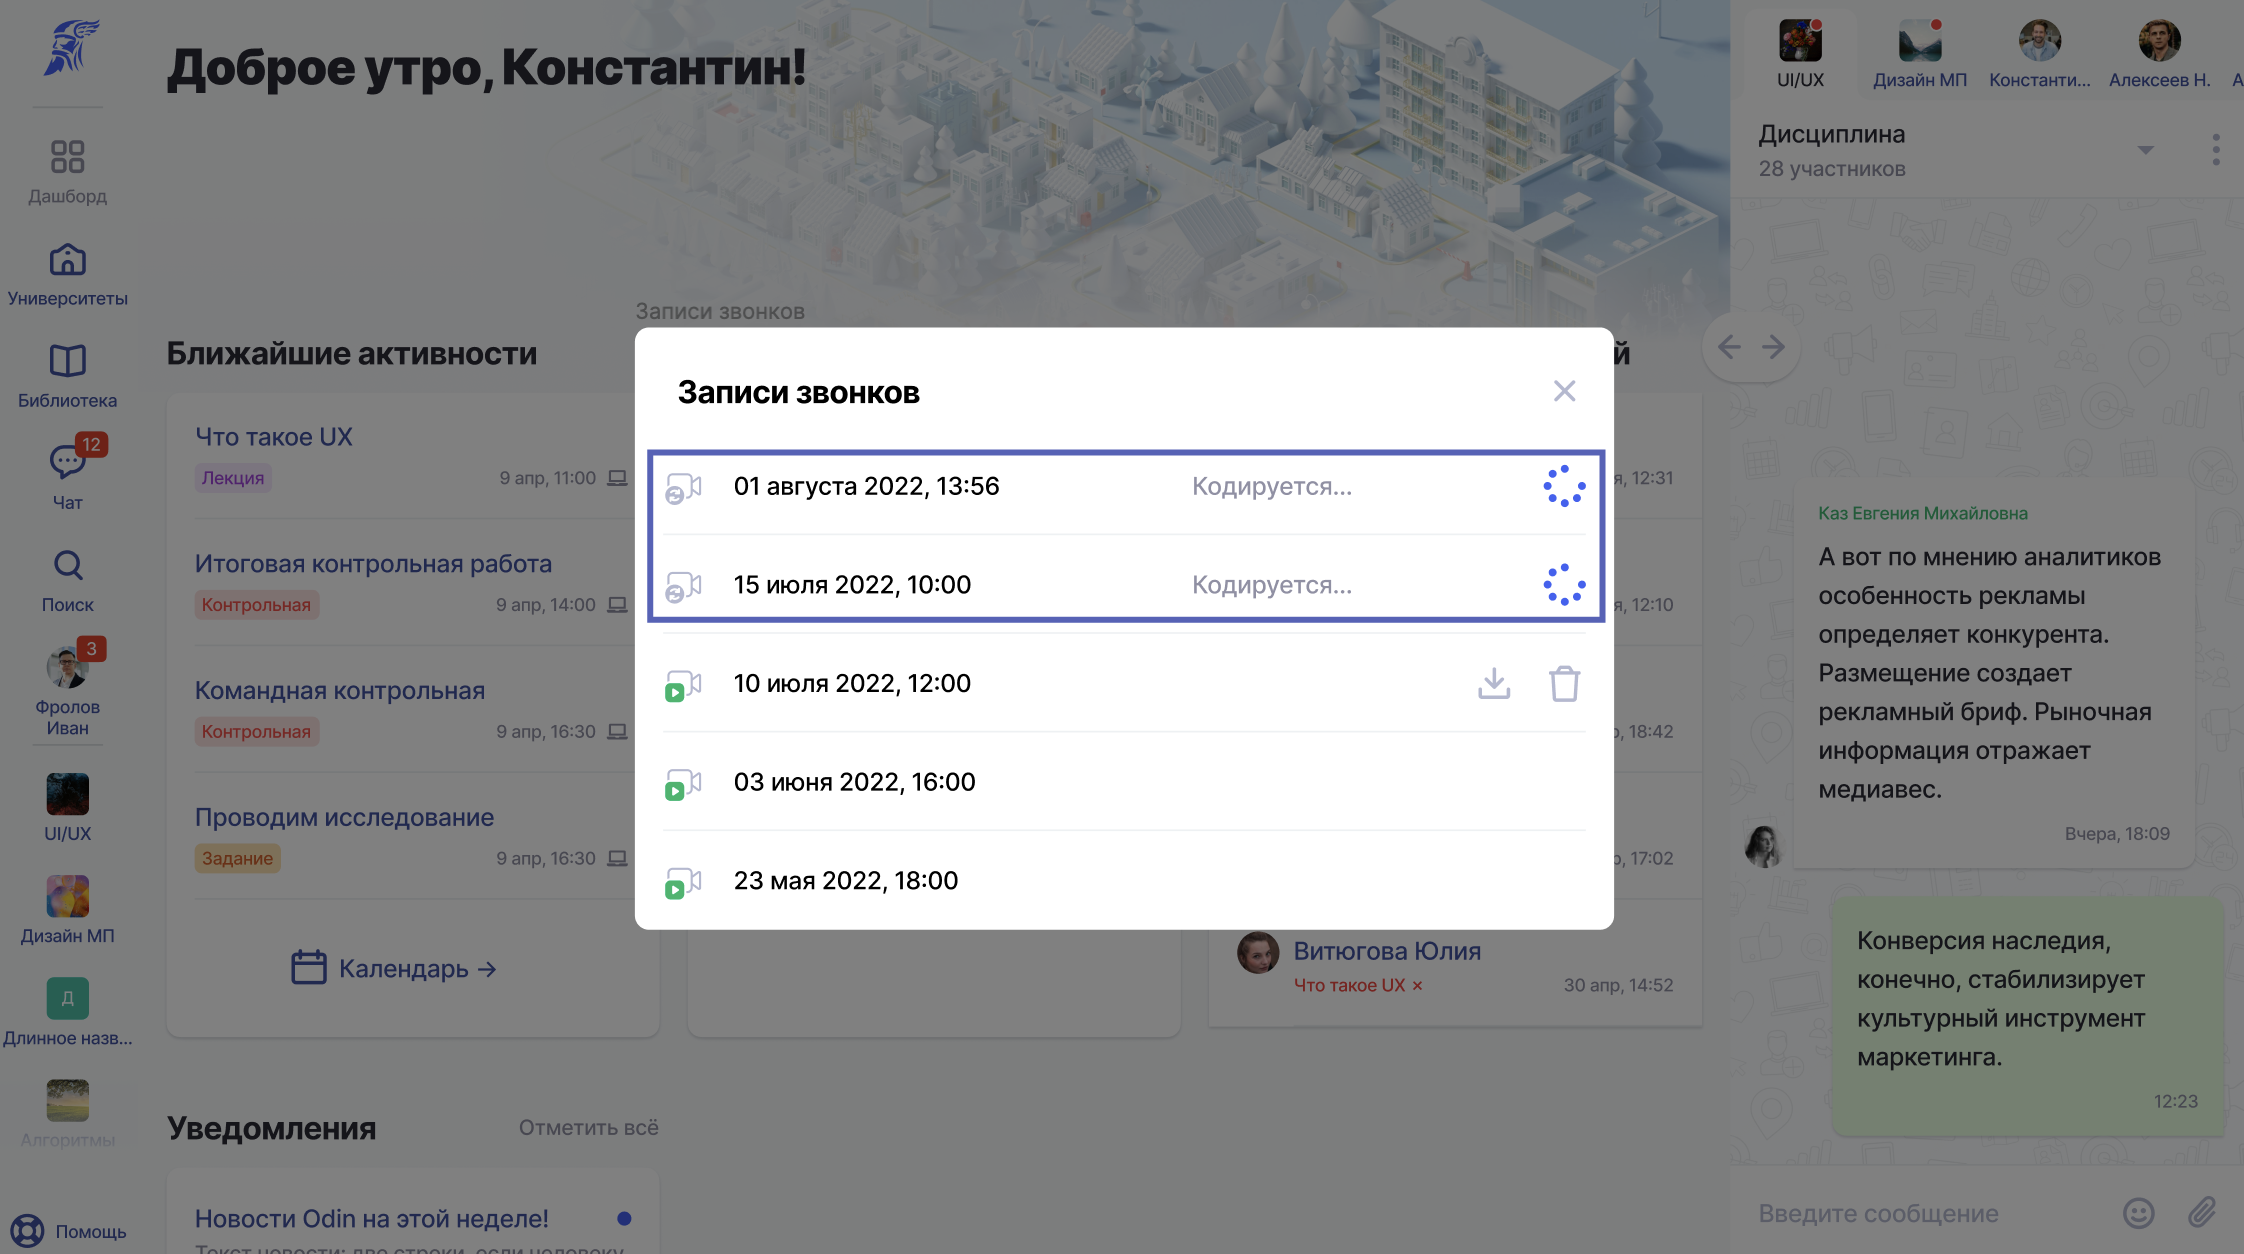 Доброе утро, Константин!
Дашборд
Университеты
Библиотека
12
Чат
Поиск
3
Фролов
Иван
UI/UX
Дизайн МП
Д
Длинное назв...
Алгоритмы
Помощь
Ближайшие активности
Что такое UX
Лекция
9 апр, 11:00
Итоговая контрольная работа
Контрольная
9 апр, 14:00
Командная контрольная
Контрольная
9 апр, 16:30
Проводим исследование
Задание
9 апр, 16:30
Календарь →
Уведомления
Отметить всё
Новости Odin на этой неделе!
Текст новости: две строки, если человеку
Записи звонков
Записи звонков
01 августа 2022, 13:56
Кодируется...
15 июля 2022, 10:00
Кодируется...
10 июля 2022, 12:00
03 июня 2022, 16:00
23 мая 2022, 18:00
й
12:31
12:10
18:42
17:02
Витюгова Юлия
Что такое UX ×
30 апр, 14:52
UI/UX
Дизайн МП
Константи...
Алексеев Н.
Дисциплина
28 участников
Каз Евгения Михайловна
А вот по мнению аналитиков
особенность рекламы
определяет конкурента.
Размещение создает
рекламный бриф. Рыночная
информация отражает
медиавес.
Вчера, 18:09
Конверсия наследия,
конечно, стабилизирует
культурный инструмент
маркетинга.
12:23
Введите сообщение